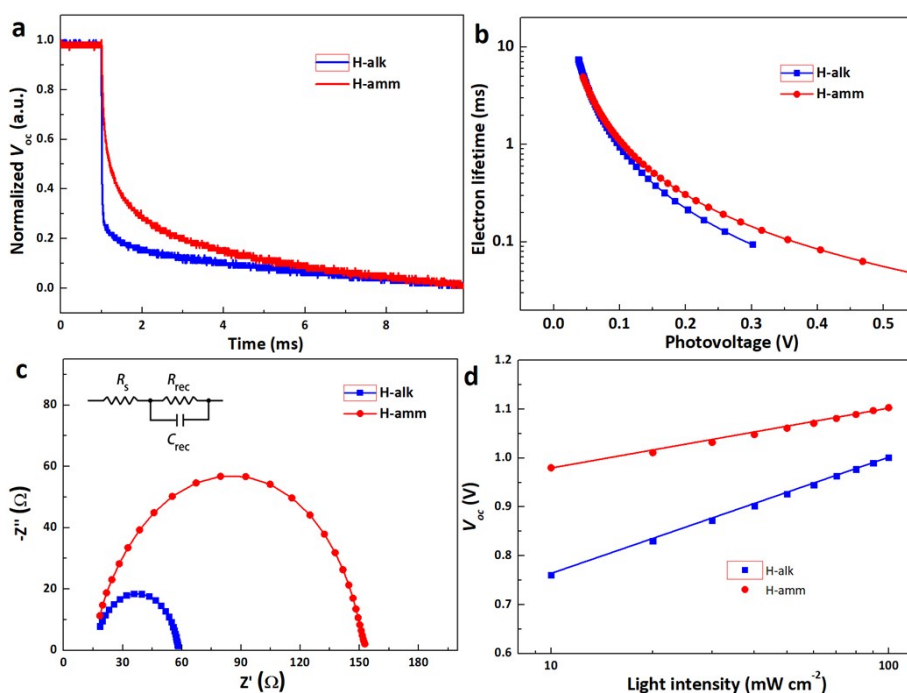 a
Normalized Voc (a.u.)
1.0
0.8
0.6
0.4
0.2
0.0
H-alk
H-amm
0 2 4 6 8
Time (ms)
b
Electron lifetime (ms)
10
1
0.1
H-alk
H-amm
0.0 0.1 0.2 0.3 0.4 0.5
Photovoltage (V)
c
-Z'' (Ω)
80
60
40
20
0
Rs Rrec
Crec
H-alk
H-amm
0 30 60 90 120 150 180
Z' (Ω)
d
Voc (V)
1.2
1.1
1.0
0.9
0.8
0.7
0.6
H-alk
H-amm
10 100
Light intensity (mW cm⁻²)